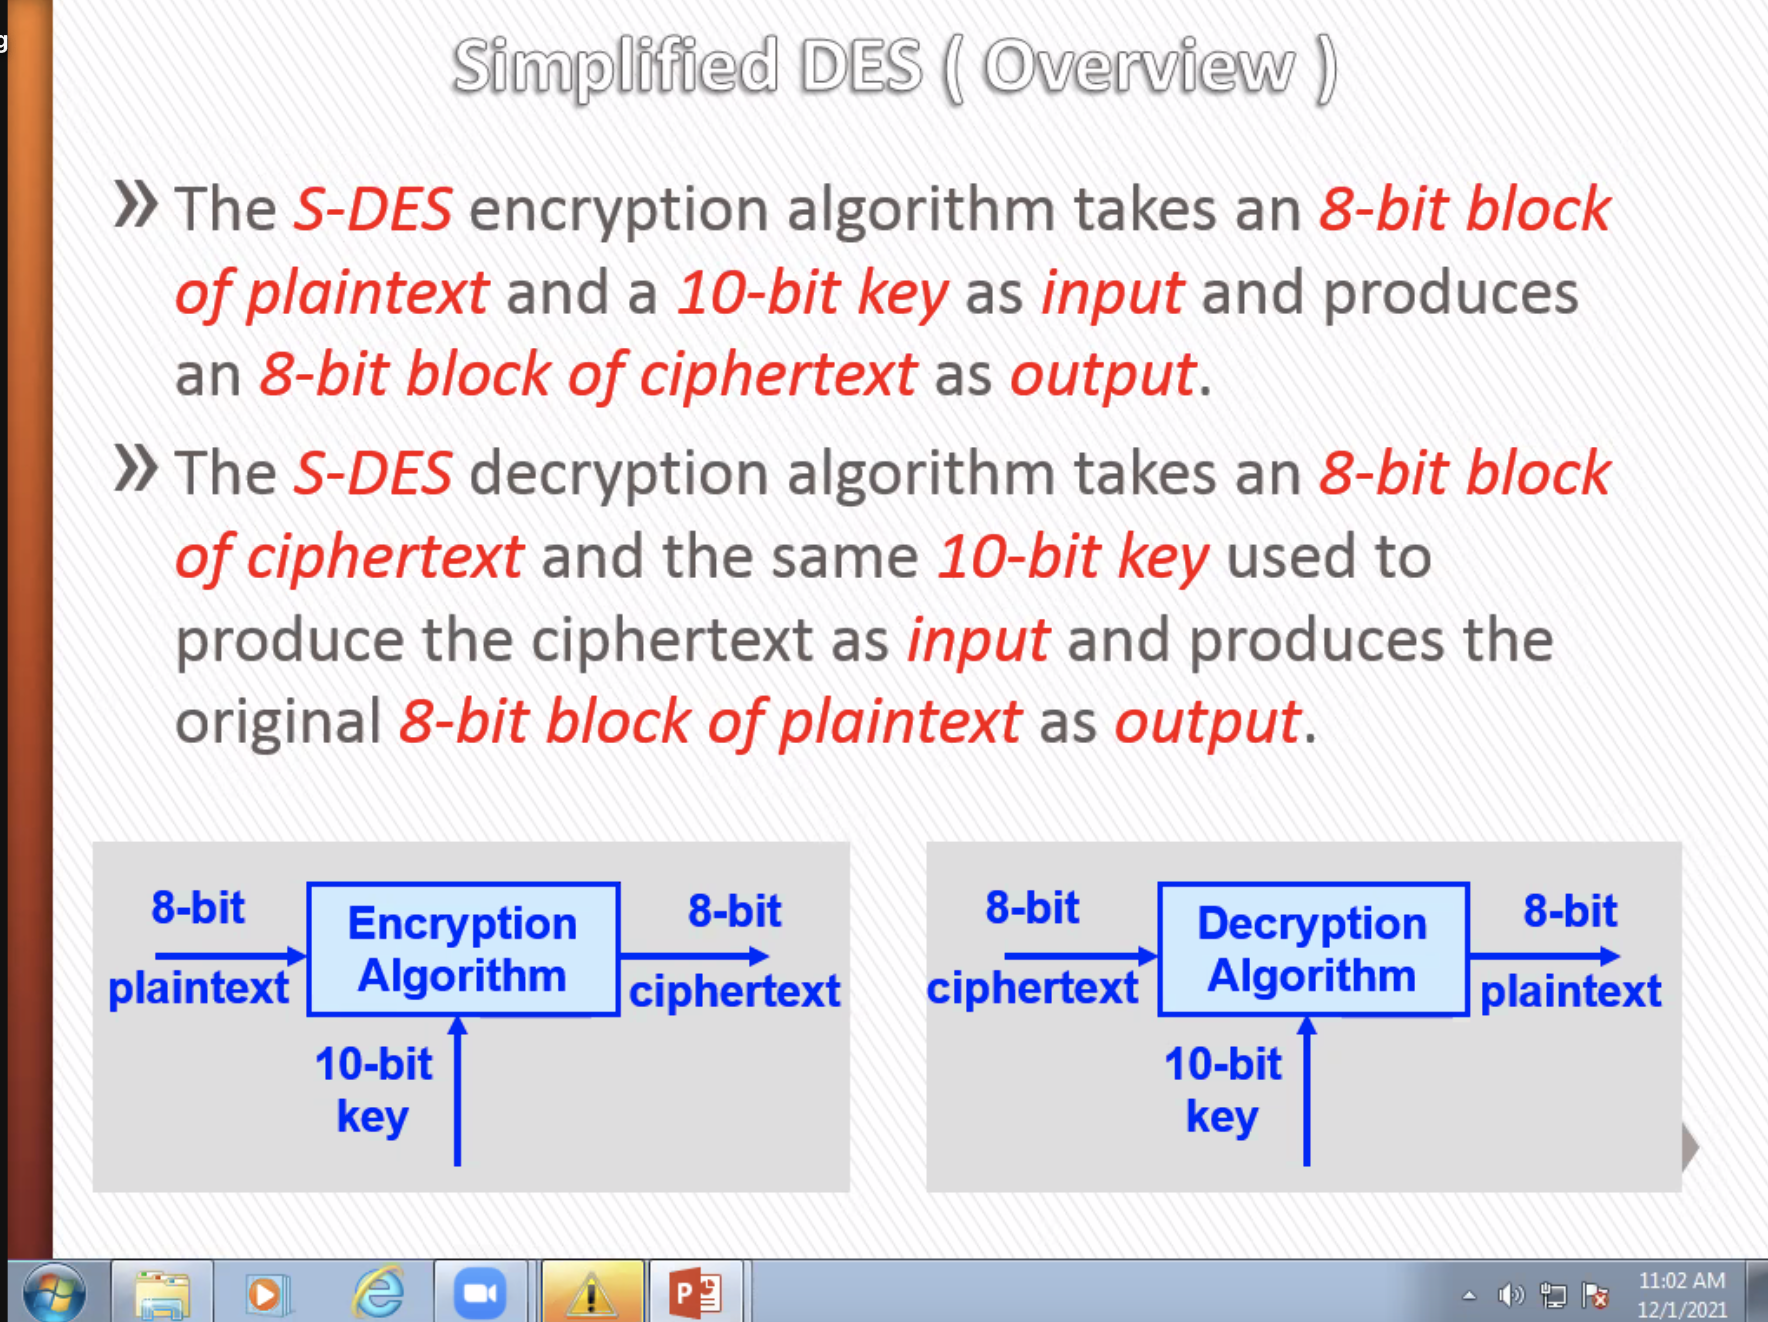 g
Simplified DES ( Overview )
» The S-DES encryption algorithm takes an 8-bit block
of plaintext and a 10-bit key as input and produces
an 8-bit block of ciphertext as output.
» The S-DES decryption algorithm takes an 8-bit block
of ciphertext and the same 10-bit key used to
produce the ciphertext as input and produces the
original 8-bit block of plaintext as output.
8-bit
plaintext
Encryption
Algorithm
8-bit
ciphertext
10-bit
key
8-bit
ciphertext
Decryption
Algorithm
8-bit
plaintext
10-bit
key
P
11:02 AM
12/1/2021